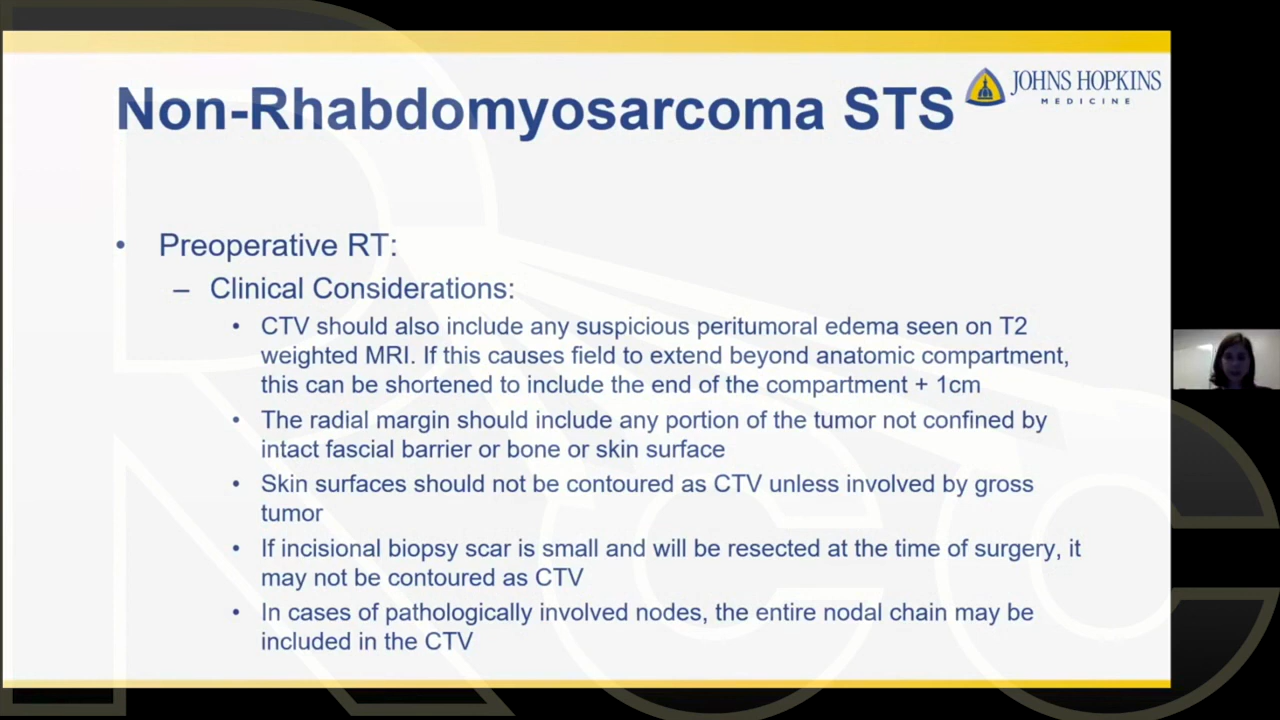 Non-Rhabdomyosarcoma STS
JOHNS HOPKINS
MEDICINE
• Preoperative RT:
– Clinical Considerations:
• CTV should also include any suspicious peritumoral edema seen on T2
weighted MRI. If this causes field to extend beyond anatomic compartment,
this can be shortened to include the end of the compartment + 1cm
• The radial margin should include any portion of the tumor not confined by
intact fascial barrier or bone or skin surface
• Skin surfaces should not be contoured as CTV unless involved by gross
tumor
• If incisional biopsy scar is small and will be resected at the time of surgery, it
may not be contoured as CTV
• In cases of pathologically involved nodes, the entire nodal chain may be
included in the CTV